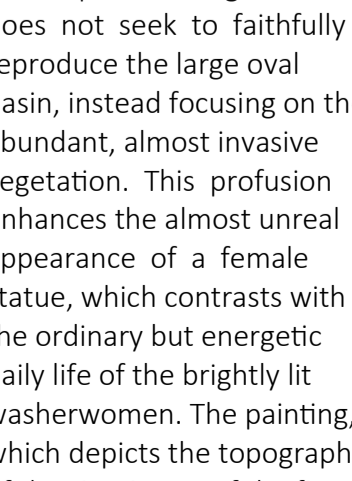 oes not seek to faithfully
eproduce the large oval
asin, instead focusing on th
bundant, almost invasive
egetation. This profusion
nhances the almost unreal
ppearance of a female
tatue, which contrasts with
he ordinary but energetic
aily life of the brightly lit
washerwomen. The painting,
which depicts the topograph